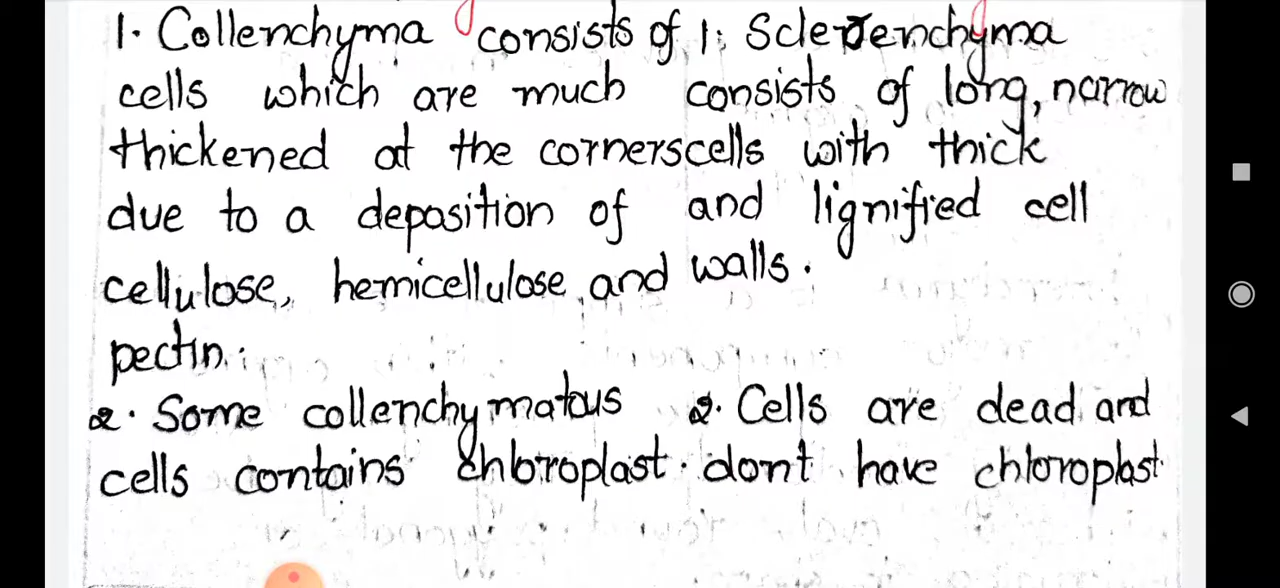 1. Collenchyma consists of
cells which are much
thickened at the corners
due to a deposition of
cellulose, hemicellulose and
pectin.
2. Some collenchymatous
cells contains chloroplast.
1. Sclerenchyma
consists of long, narrow
cells with thick
and lignified cell
walls.
2. Cells are dead and
dont have chloroplast